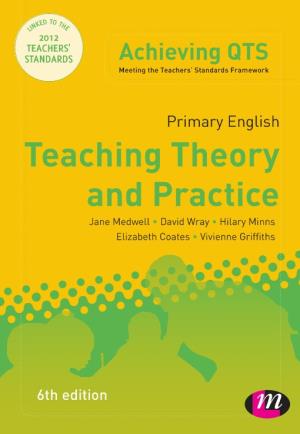 LINKED TO THE
2012
TEACHERS'
STANDARDS
Achieving QTS
Meeting the Teachers' Standards Framework
Primary English
Teaching Theory
and Practice
Jane Medwell • David Wray • Hilary Minns
Elizabeth Coates • Vivienne Griffiths
6th edition
m